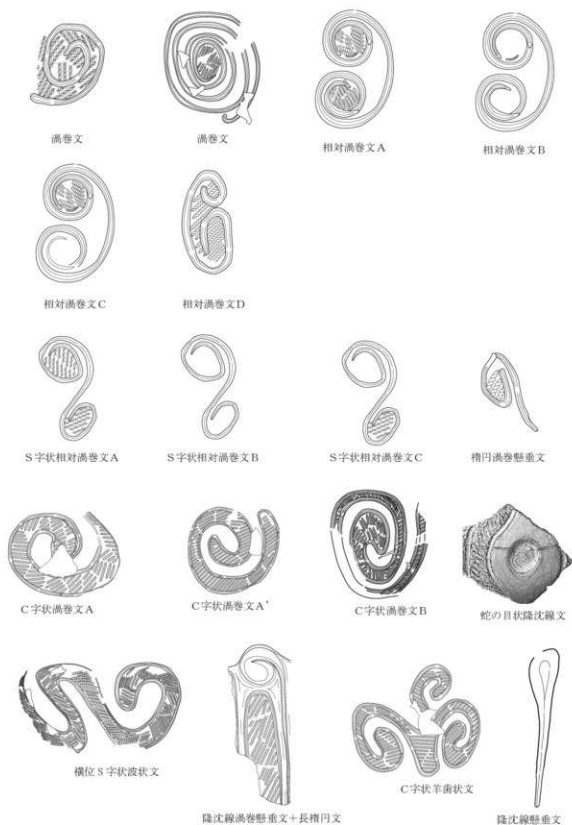 渦巻文
渦巻文
相対渦巻文A
相対渦巻文B
相対渦巻文C
相対渦巻文D
S字状相対渦巻文A
S字状相対渦巻文B
S字状相対渦巻文C
楕円渦巻懸垂文
C字状渦巻文A
C字状渦巻文A'
C字状渦巻文B
蛇の目状隆沈線文
横位S字状波状文
隆沈線渦巻懸垂文+長楕円文
C字状羊歯状文
隆沈線懸垂文